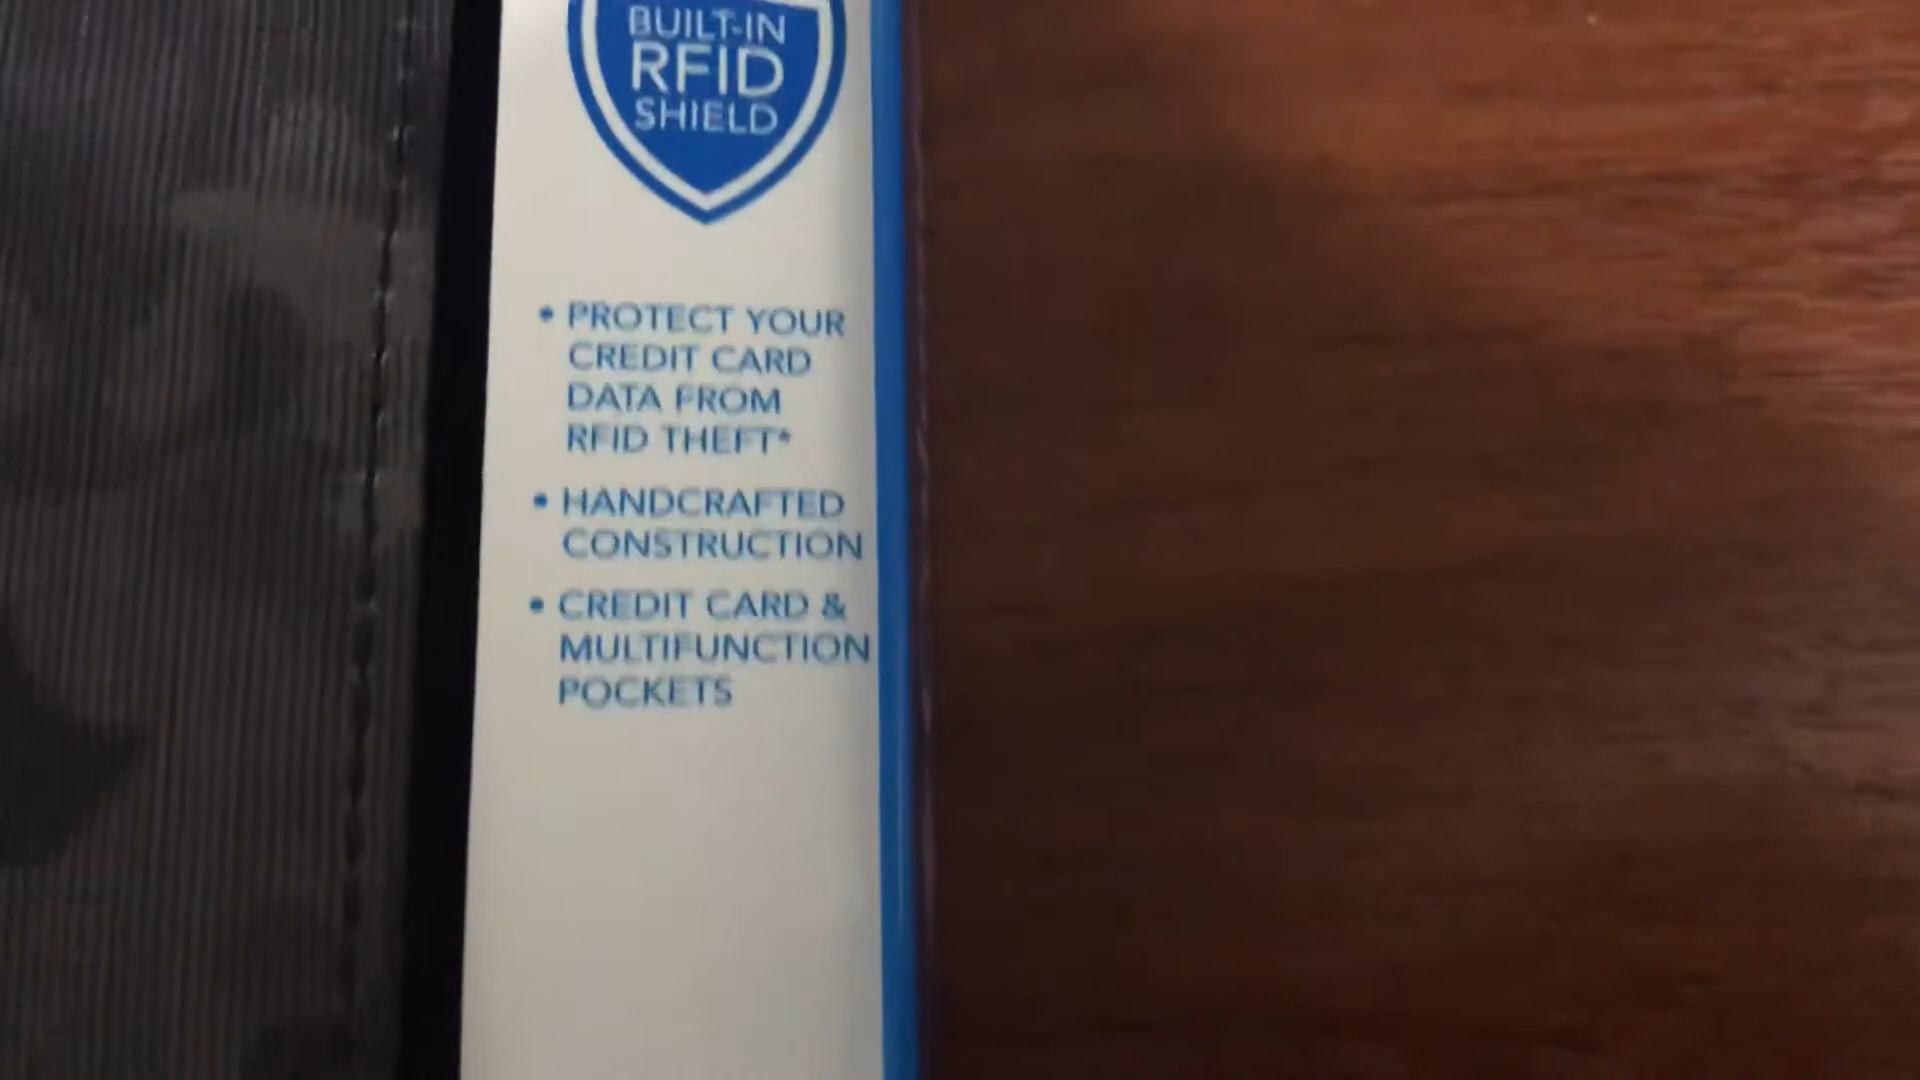 BUILT-IN
RFID
SHIELD
• PROTECT YOUR
CREDIT CARD
DATA FROM
RFID THEFT*
• HANDCRAFTED
CONSTRUCTION
• CREDIT CARD &
MULTIFUNCTION
POCKETS